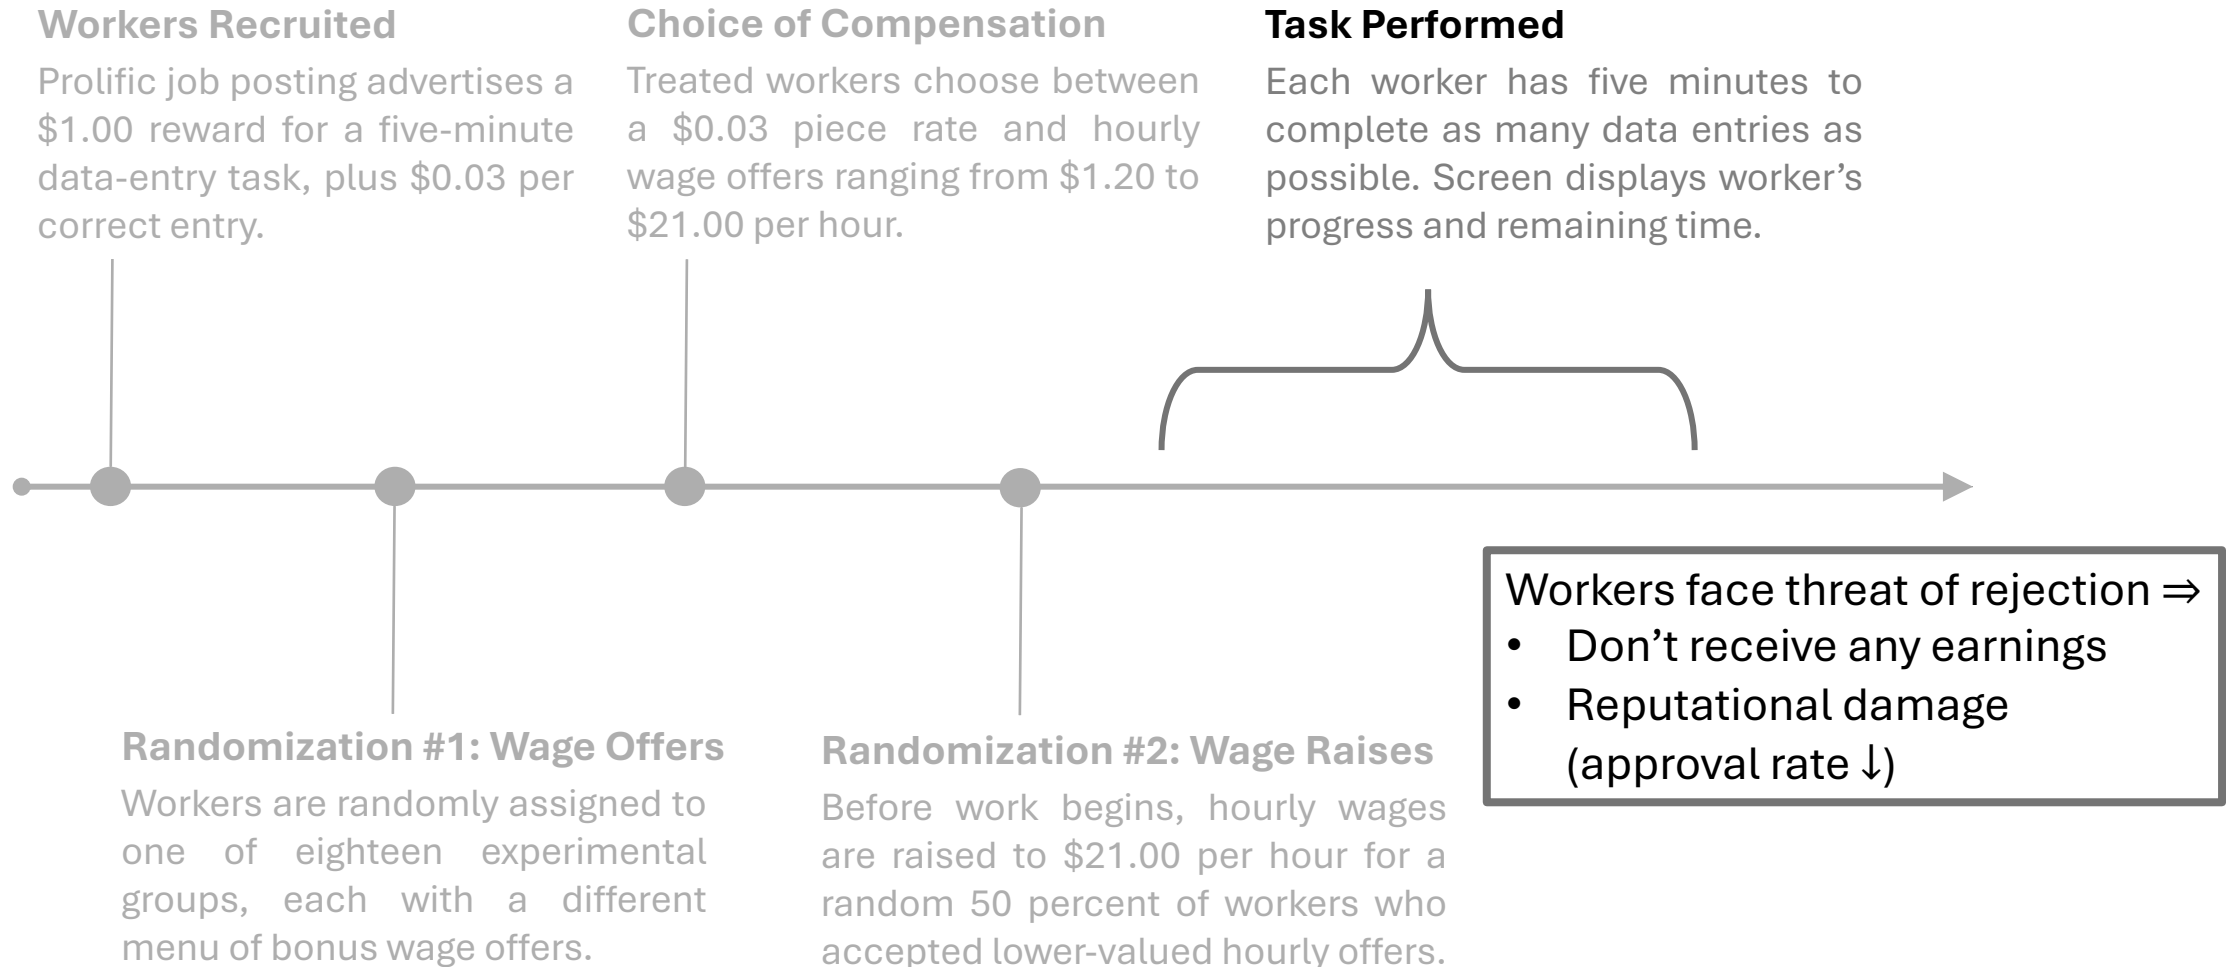 Workers Recruited
Prolific job posting advertises a
$1.00 reward for a five-minute
data-entry task, plus $0.03 per
correct entry.
Choice of Compensation
Treated workers choose between
a $0.03 piece rate and hourly
wage offers ranging from $1.20 to
$21.00 per hour.
Task Performed
Each worker has five minutes to
complete as many data entries as
possible. Screen displays worker’s
progress and remaining time.
Randomization #1: Wage Offers
Workers are randomly assigned to
one of eighteen experimental
groups, each with a different
menu of bonus wage offers.
Randomization #2: Wage Raises
Before work begins, hourly wages
are raised to $21.00 per hour for a
random 50 percent of workers who
accepted lower-valued hourly offers.
Workers face threat of rejection ⇒
• Don’t receive any earnings
• Reputational damage
(approval rate ↓)